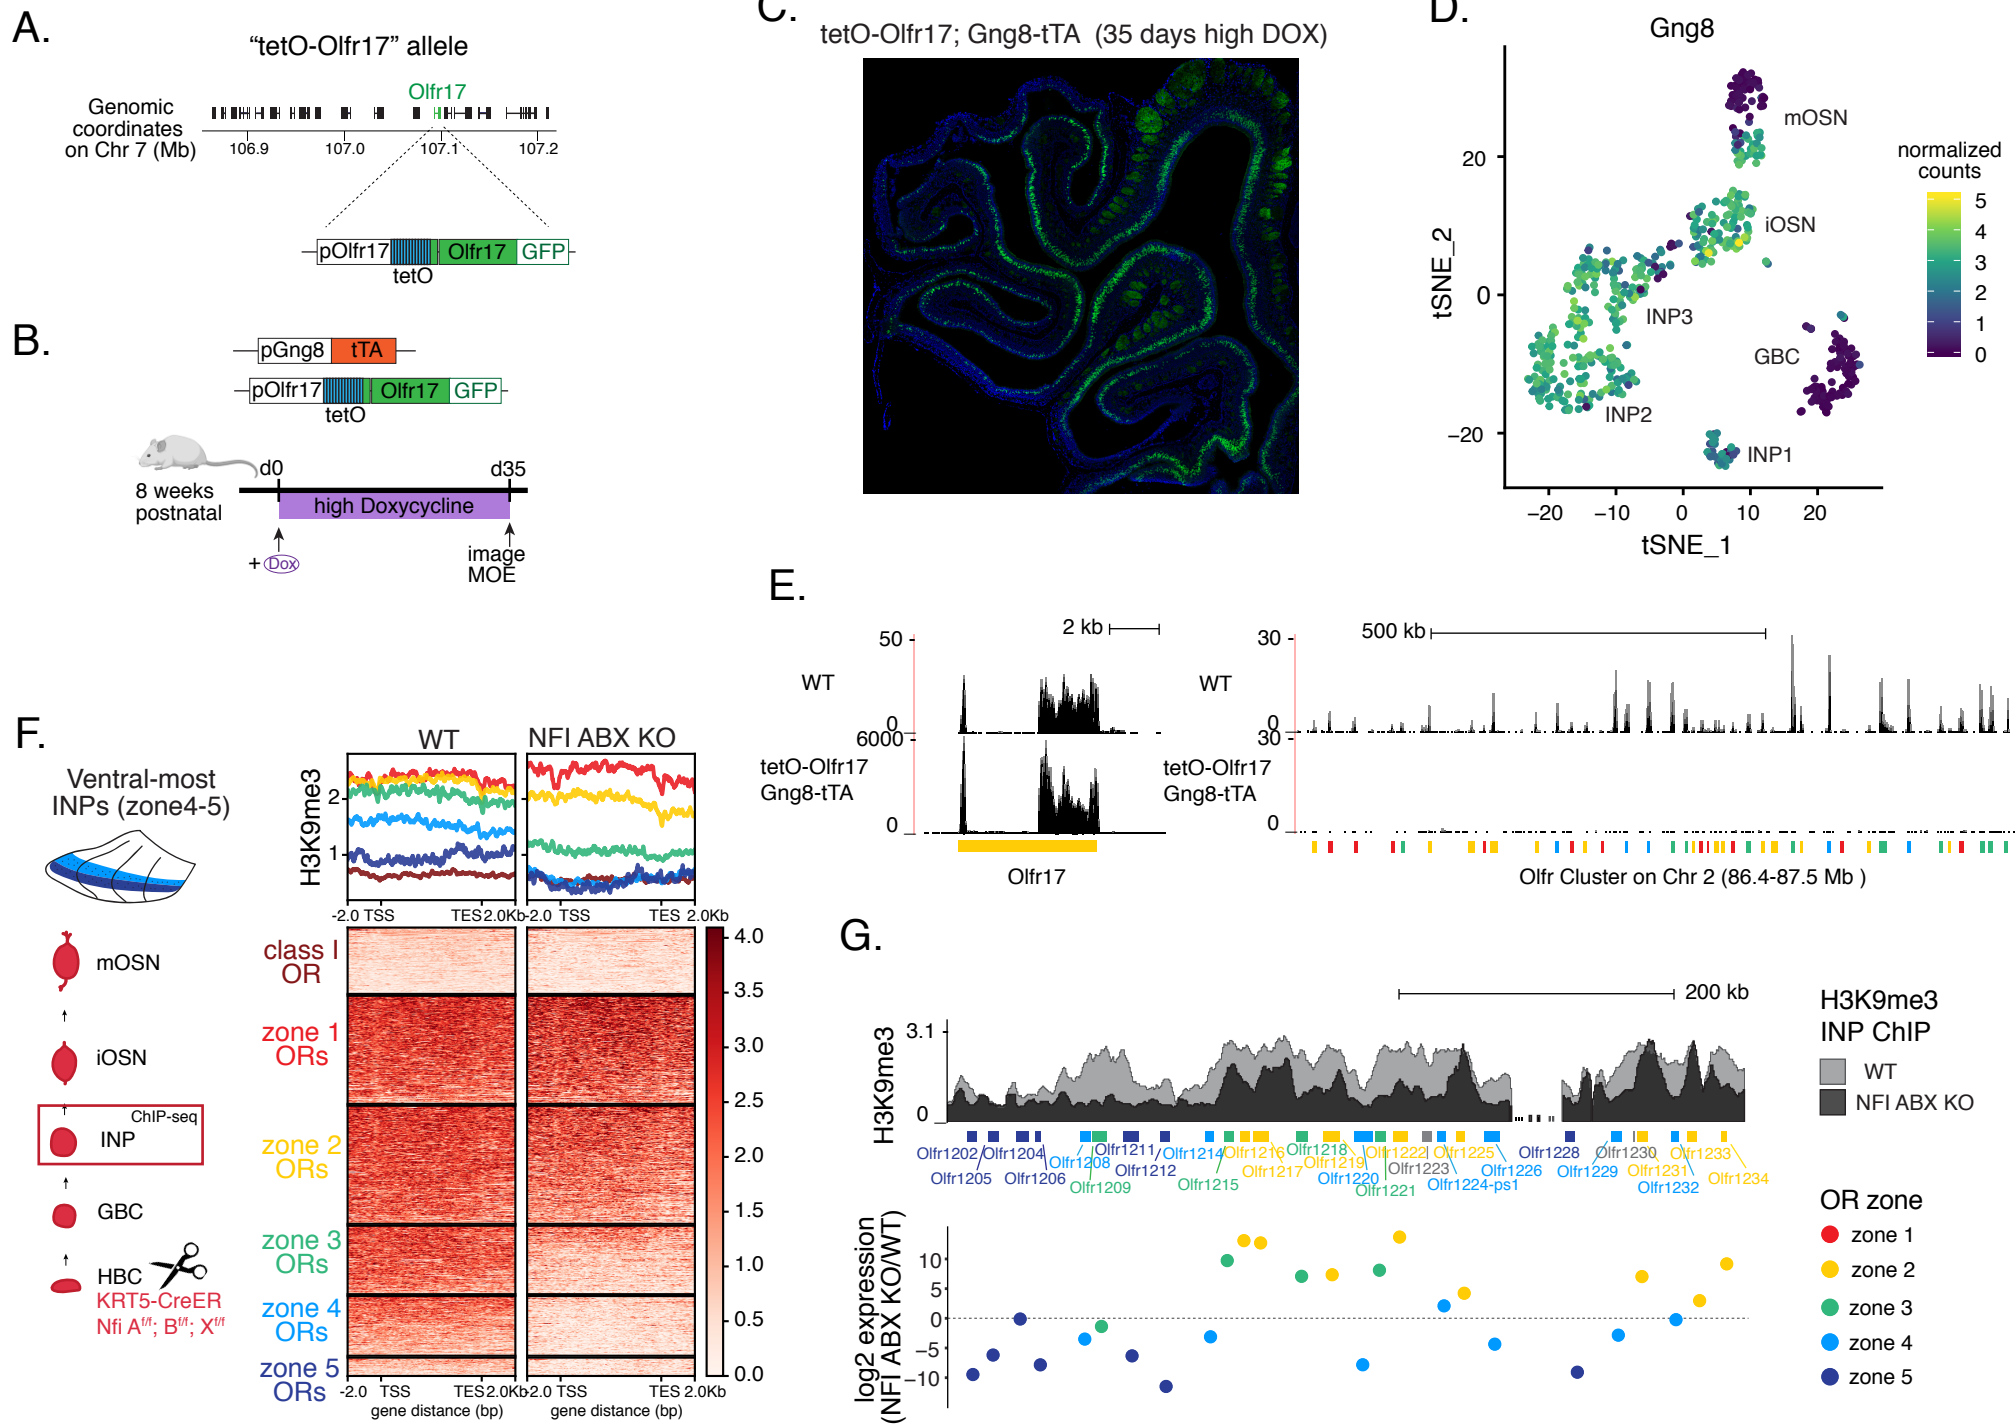 A.
“tetO-Olfr17” allele
Olfr17
Genomic
coordinates
on Chr 7 (Mb)
106.9
107.0
107.1
107.2
pOlfr17
Olfr17
GFP
tetO
B.
pGng8
tTA
pOlfr17
Olfr17
GFP
tetO
8 weeks
postnatal
d0
d35
high Doxycycline
+ Dox
image
MOE
C.
tetO-Olfr17; Gng8-tTA (35 days high DOX)
D.
Gng8
mOSN
iOSN
INP3
GBC
INP2
INP1
20
0
−20
tSNE_2
−20
−10
0
10
20
tSNE_1
normalized
counts
5
4
3
2
1
0
E.
2 kb
50
WT
0
6000
tetO-Olfr17
Gng8-tTA
0
Olfr17
500 kb
30
WT
0
30
tetO-Olfr17
Gng8-tTA
0
Olfr Cluster on Chr 2 (86.4-87.5 Mb )
F.
Ventral-most
INPs (zone4-5)
mOSN
iOSN
ChIP-seq
INP
GBC
HBC
KRT5-CreER
Nfi Af/f; Bf/f; Xf/f
WT
NFI ABX KO
H3K9me3
2
1
-2.0 TSS TES2.0Kb
-2.0 TSS TES 2.0Kb
class I
OR
zone 1
ORs
zone 2
ORs
zone 3
ORs
zone 4
ORs
zone 5
ORs
4.0
3.5
3.0
2.5
2.0
1.5
1.0
0.5
0.0
-2.0 TSS TES2.0Kb
-2.0 TSS TES 2.0Kb
gene distance (bp)
gene distance (bp)
G.
200 kb
H3K9me3
3.1
0
H3K9me3
INP ChIP
WT
NFI ABX KO
Olfr1202
Olfr1204
Olfr1211
Olfr1214
Olfr1216
Olfr1218
Olfr1222
Olfr1225
Olfr1228
Olfr1230
Olfr1233
Olfr1205
Olfr1206
Olfr1208
Olfr1209
Olfr1212
Olfr1215
Olfr1217
Olfr1219
Olfr1220
Olfr1221
Olfr1223
Olfr1224-ps1
Olfr1226
Olfr1229
Olfr1231
Olfr1232
Olfr1234
log2 expression
(NFI ABX KO/WT)
10
5
0
−5
−10
OR zone
zone 1
zone 2
zone 3
zone 4
zone 5